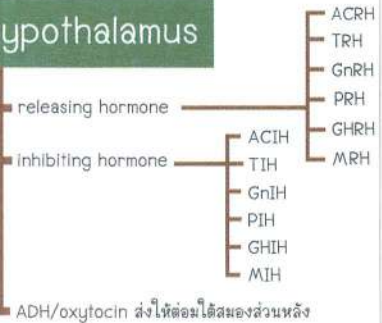 ypothalamus
releasing hormone
ACRH
TRH
GnRH
PRH
GHRH
MRH
inhibiting hormone
ACIH
TIH
GnIH
PIH
GHIH
MIH
ADH/oxytocin ส่งให้ต่อมใต้สมองส่วนหลัง